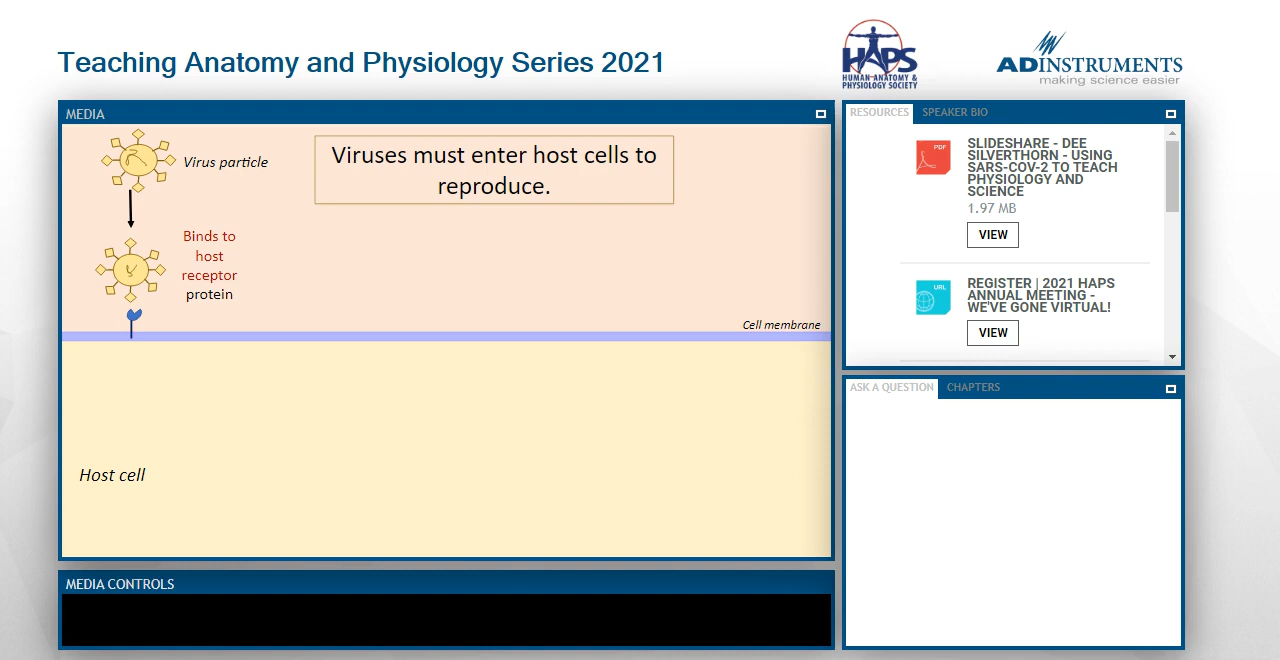 Teaching Anatomy and Physiology Series 2021
HAPS
HUMAN ANATOMY &
PHYSIOLOGY SOCIETY
ADINSTRUMENTS
making science easier
MEDIA
Virus particle
Viruses must enter host cells to
reproduce.
Binds to
host
receptor
protein
Cell membrane
Host cell
MEDIA CONTROLS
RESOURCES
SPEAKER BIO
PDF
SLIDESHARE - DEE
SILVERTHORN - USING
SARS-COV-2 TO TEACH
PHYSIOLOGY AND
SCIENCE
1.97 MB
VIEW
URL
REGISTER | 2021 HAPS
ANNUAL MEETING -
WE'VE GONE VIRTUAL!
VIEW
ASK A QUESTION
CHAPTERS